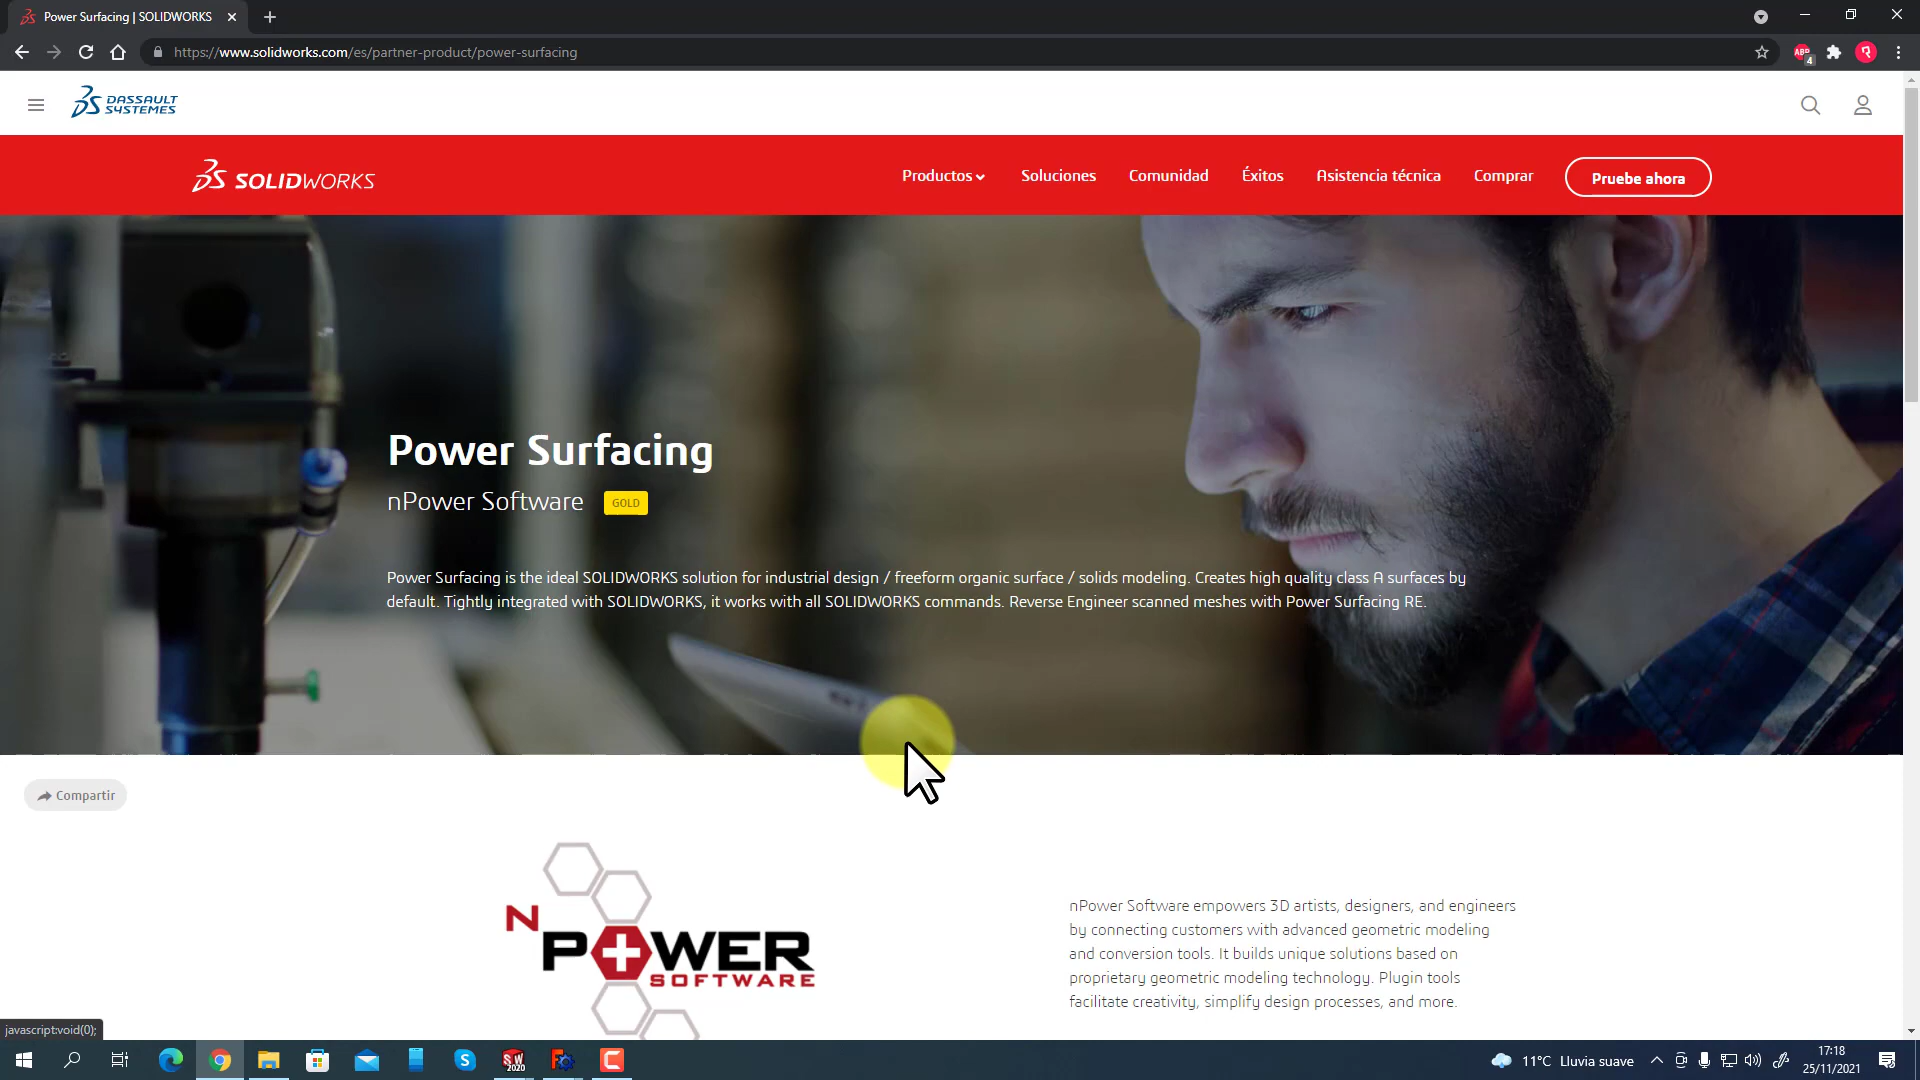 Power Surfacing | SOLIDWORKS
https://www.solidworks.com/es/partner-product/power-surfacing
ABP
4
DASSAULT
SYSTEMES
SOLIDWORKS
Productos
Soluciones
Comunidad
Éxitos
Asistencia técnica
Comprar
Pruebe ahora
Power Surfacing
nPower Software GOLD
Power Surfacing is the ideal SOLIDWORKS solution for industrial design / freeform organic surface / solids modeling. Creates high quality class A surfaces by
default. Tightly integrated with SOLIDWORKS, it works with all SOLIDWORKS commands. Reverse Engineer scanned meshes with Power Surfacing RE.
Compartir
N POWER
SOFTWARE
nPower Software empowers 3D artists, designers, and engineers
by connecting customers with advanced geometric modeling
and conversion tools. It builds unique solutions based on
proprietary geometric modeling technology. Plugin tools
facilitate creativity, simplify design processes, and more.
javascript:void(0);
SW
2020
11°C Lluvia suave
17:18
25/11/2021